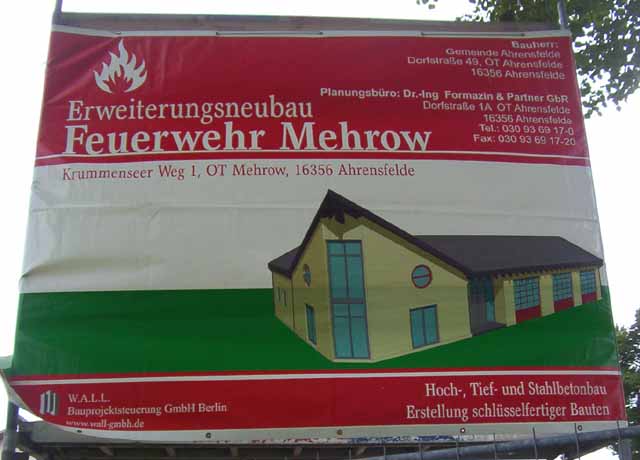 Bauherr:
Gemeinde Ahrensfelde
Dorfstraße 49, OT Ahrensfelde
16356 Ahrensfelde
Planungsbüro: Dr.-Ing Formazin & Partner GbR
Dorfstraße 1A OT Ahrensfelde
16356 Ahrensfelde
Tel.: 030 93 69 17-0
Fax: 030 93 69 17-20
Erweiterungsneubau
Feuerwehr Mehrow
Krummenseer Weg 1, OT Mehrow, 16356 Ahrensfelde
W.A.L.L.
Bauprojektsteuerung GmbH Berlin
www.wall-gmbh.de
Hoch-, Tief- und Stahlbetonbau
Erstellung schlüsselfertiger Bauten